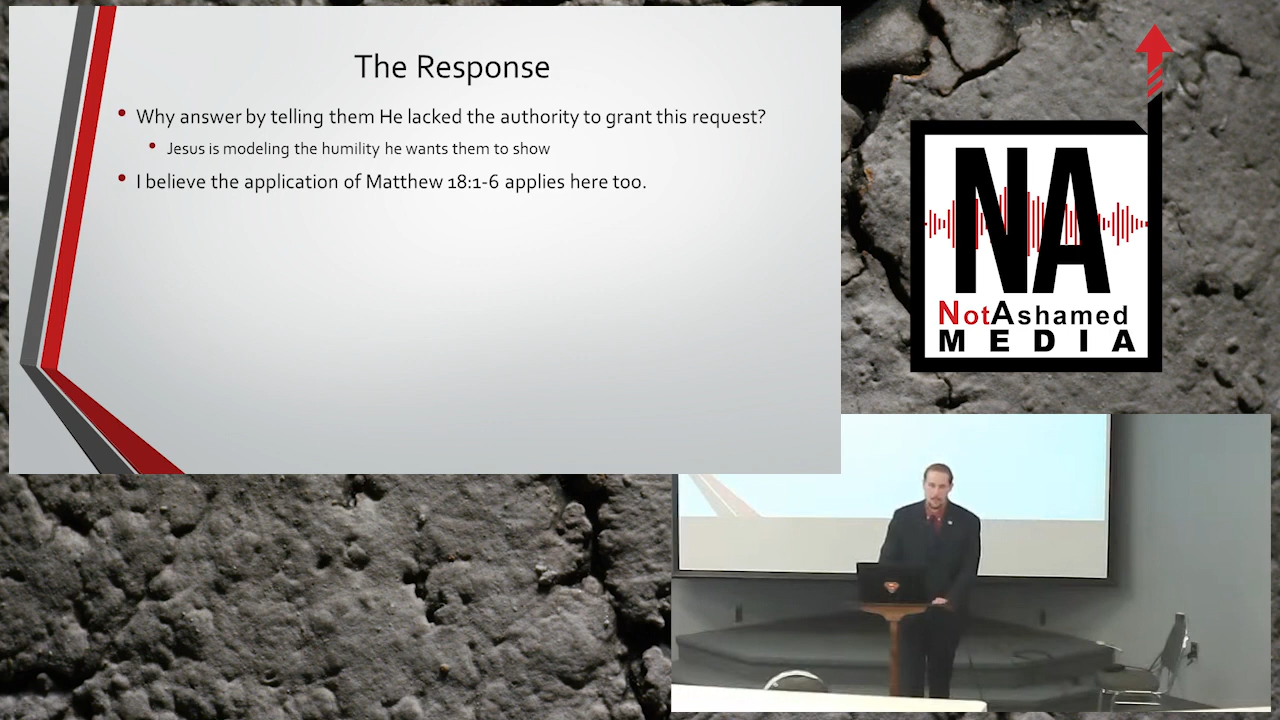 The Response
Why answer by telling them He lacked the authority to grant this request?
Jesus is modeling the humility he wants them to show
I believe the application of Matthew 18:1-6 applies here too.
NA
NotAshamed
MEDIA